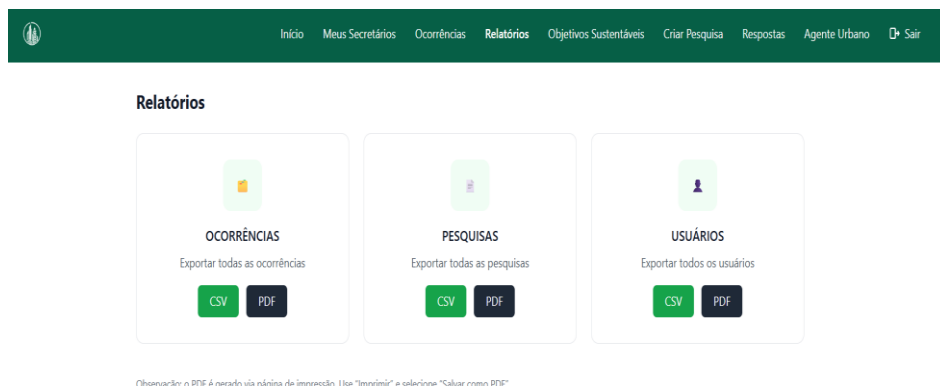 Início Meus Secretários Ocorrências Relatórios Objetivos Sustentáveis Criar Pesquisa Respostas Agente Urbano Sair
Relatórios
OCORRÊNCIAS
Exportar todas as ocorrências
CSV PDF
PESQUISAS
Exportar todas as pesquisas
CSV PDF
USUÁRIOS
Exportar todos os usuários
CSV PDF
Observação: o PDF é gerado via página de impressão. Use "Imprimir" e selecione "Salvar como PDF".